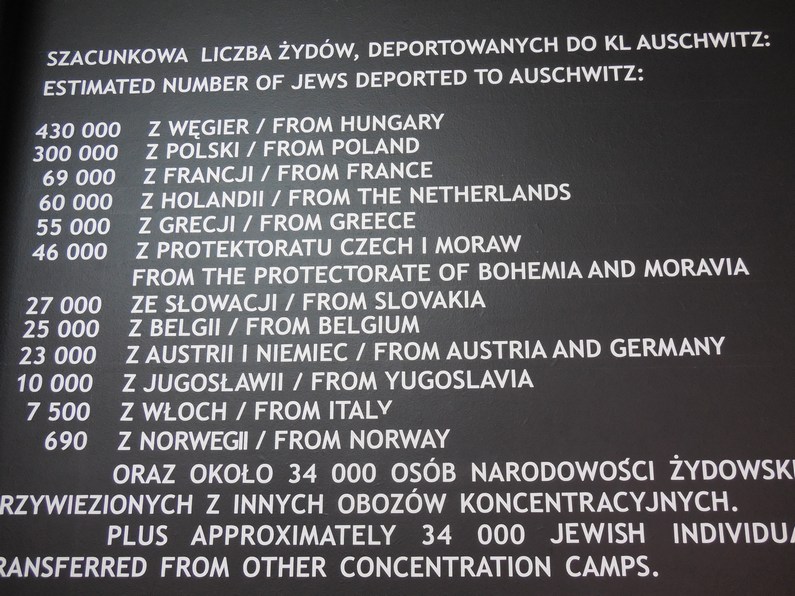 SZACUNKOWA LICZBA ŻYDÓW, DEPORTOWANYCH DO KL AUSCHWITZ:
ESTIMATED NUMBER OF JEWS DEPORTED TO AUSCHWITZ:
430 000 Z WĘGIER / FROM HUNGARY
300 000 Z POLSKI / FROM POLAND
69 000 Z FRANCJI / FROM FRANCE
60 000 Z HOLANDII / FROM THE NETHERLANDS
55 000 Z GRECJI / FROM GREECE
46 000 Z PROTEKTORATU CZECH I MORAW
FROM THE PROTECTORATE OF BOHEMIA AND MORAVIA
27 000 ZE SŁOWACJI / FROM SLOVAKIA
25 000 Z BELGII / FROM BELGIUM
23 000 Z AUSTRII I NIEMIEC / FROM AUSTRIA AND GERMANY
10 000 Z JUGOSŁAWII / FROM YUGOSLAVIA
7 500 Z WŁOCH / FROM ITALY
690 Z NORWEGII / FROM NORWAY
ORAZ OKOŁO 34 000 OSÓB NARODOWOŚCI ŻYDOWSKI
RZYWIEZIONYCH Z INNYCH OBOZÓW KONCENTRACYJNYCH.
PLUS APPROXIMATELY 34 000 JEWISH INDIVIDUA
RANSFERRED FROM OTHER CONCENTRATION CAMPS.